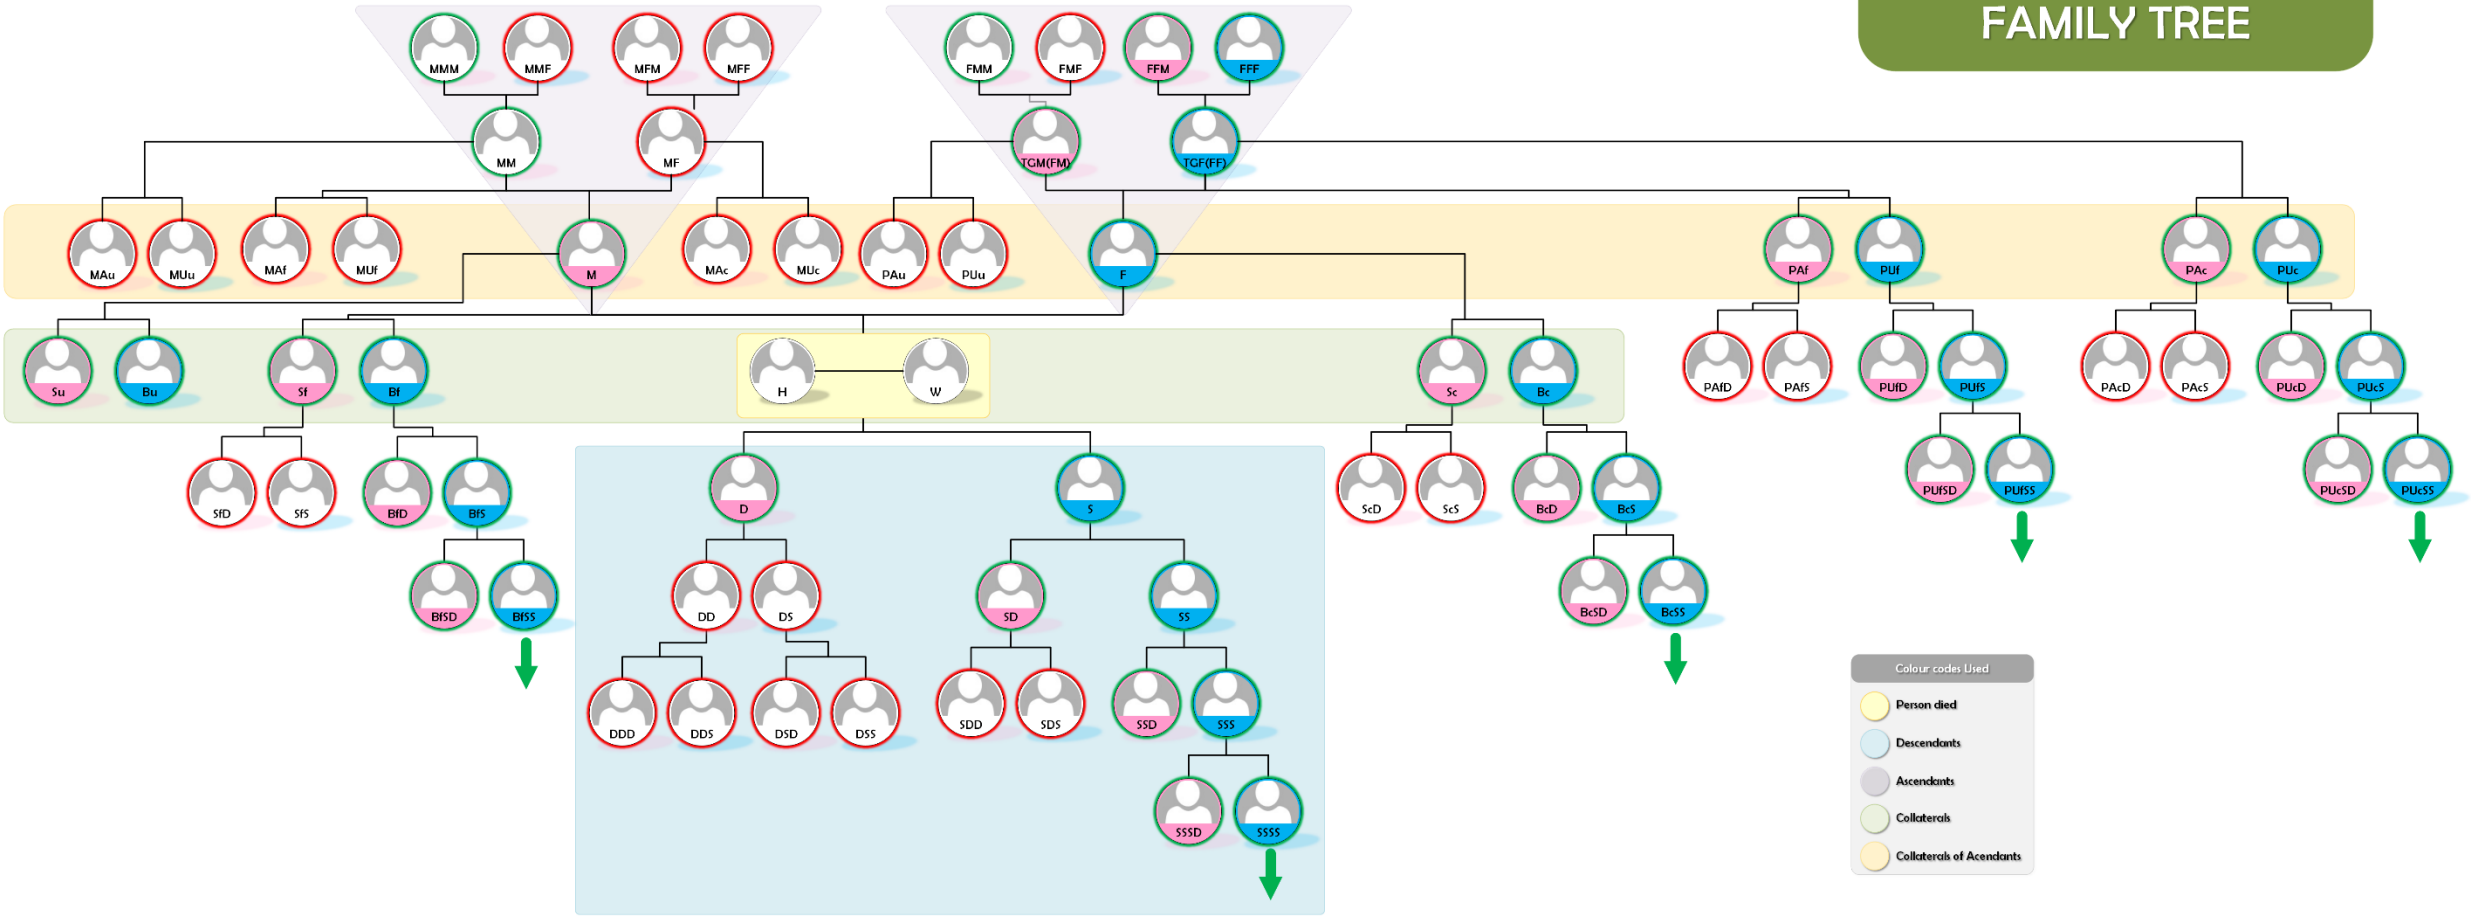 FAMILY TREE
MMM
MMF
MFM
MFF
FMM
FMF
FFM
FFF
MM
MF
TGM(FM)
TGF(FF)
MAu
MUu
MAf
MUf
M
MAc
MUc
PAu
PUu
F
PAf
PUf
PAc
PUc
Su
Bu
Sf
Bf
H
W
Sc
Bc
PAfD
PAfS
PUfD
PUfS
PAcD
PAcS
PUcD
PUcS
SfD
SfS
BfD
BfS
D
S
ScD
ScS
BcD
BcS
PUfSD
PUfSS
PUcSD
PUcSS
BfSD
BfSS
DD
DS
SD
SS
BcSD
BcSS
DDD
DDS
DSD
DSS
SDD
SDS
SSD
SSS
SSSD
SSSS
Colour codes Used
Person died
Descendants
Ascendants
Collaterals
Collaterals of Acendants